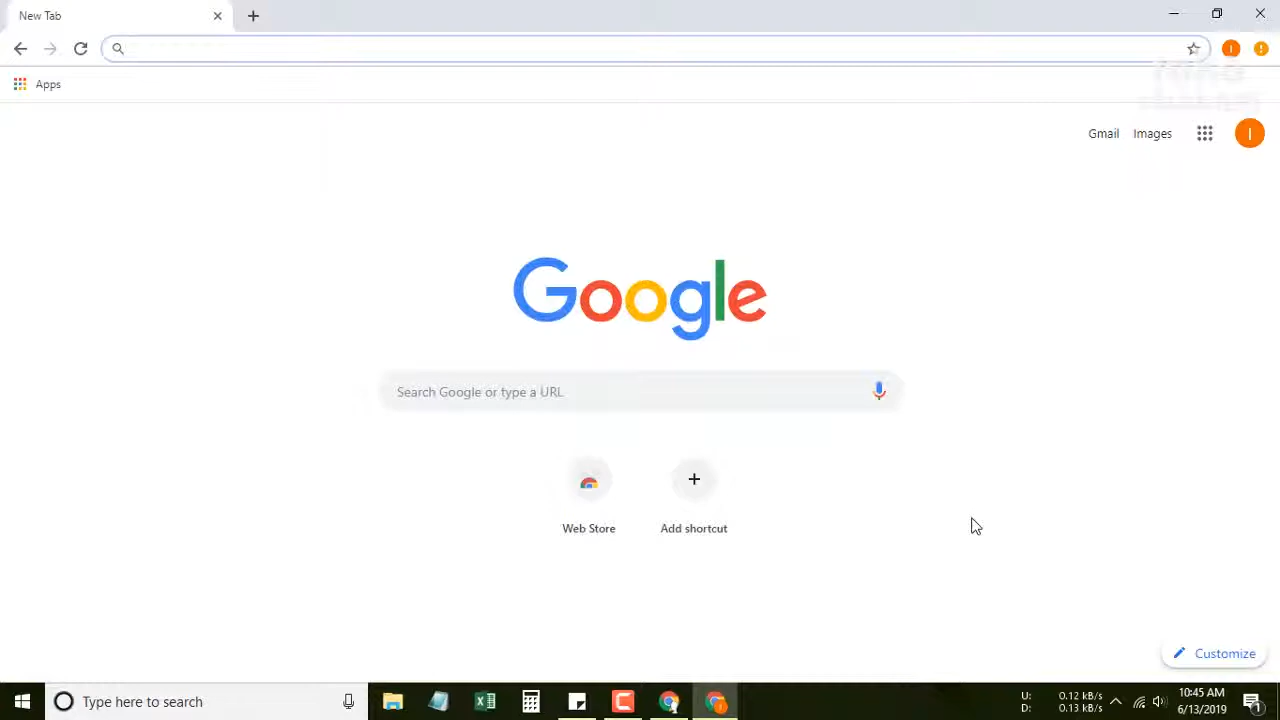 New Tab
Apps
Gmail Images
I
Google
Search Google or type a URL
Web Store Add shortcut
Customize
Type here to search
U: 0.12 kB/s
D: 0.13 kB/s
10:45 AM
6/13/2019
1